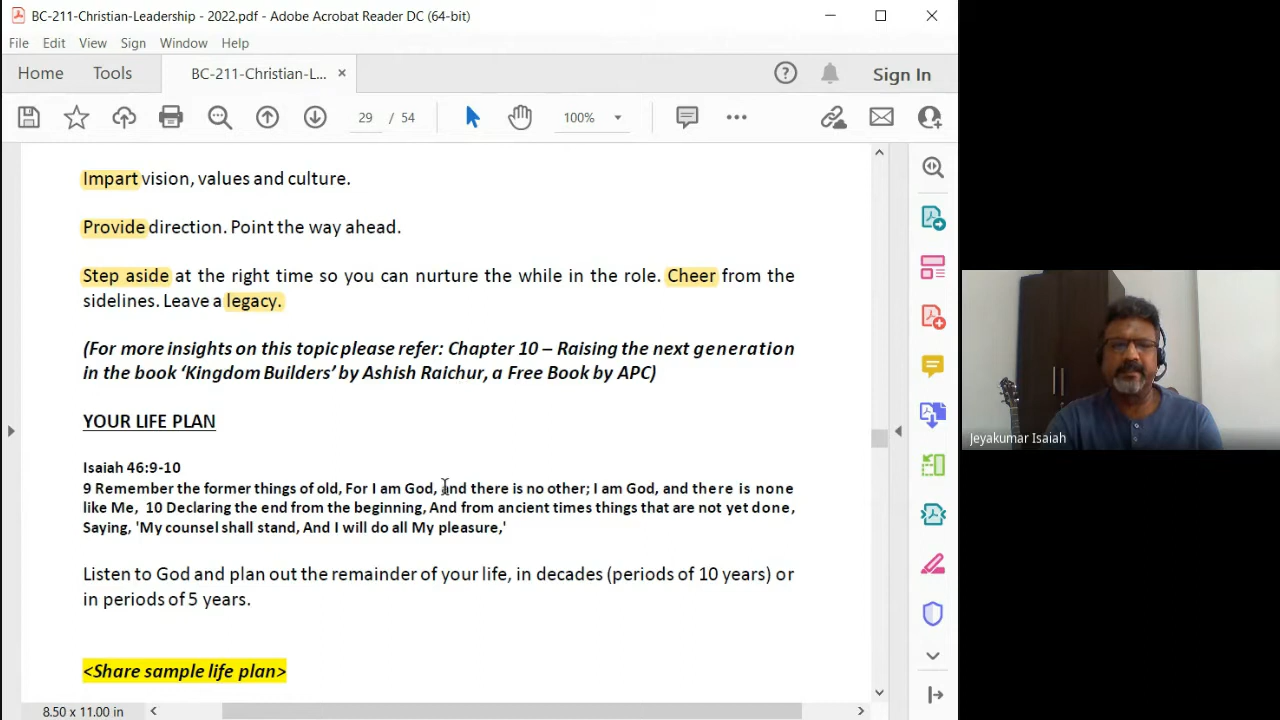 BC-211-Christian-Leadership - 2022.pdf - Adobe Acrobat Reader DC (64-bit)
File Edit View Sign Window Help
Home Tools BC-211-Christian-L... × Sign In
29 / 54 100%
Impart vision, values and culture.
Provide direction. Point the way ahead.
Step aside at the right time so you can nurture the while in the role. Cheer from the
sidelines. Leave a legacy.
(For more insights on this topic please refer: Chapter 10 – Raising the next generation
in the book ‘Kingdom Builders’ by Ashish Raichur, a Free Book by APC)
YOUR LIFE PLAN
Isaiah 46:9-10
9 Remember the former things of old, For I am God, and there is no other; I am God, and there is none
like Me, 10 Declaring the end from the beginning, And from ancient times things that are not yet done,
Saying, 'My counsel shall stand, And I will do all My pleasure,'
Listen to God and plan out the remainder of your life, in decades (periods of 10 years) or
in periods of 5 years.
<Share sample life plan>
8.50 x 11.00 in
Jeyakumar Isaiah